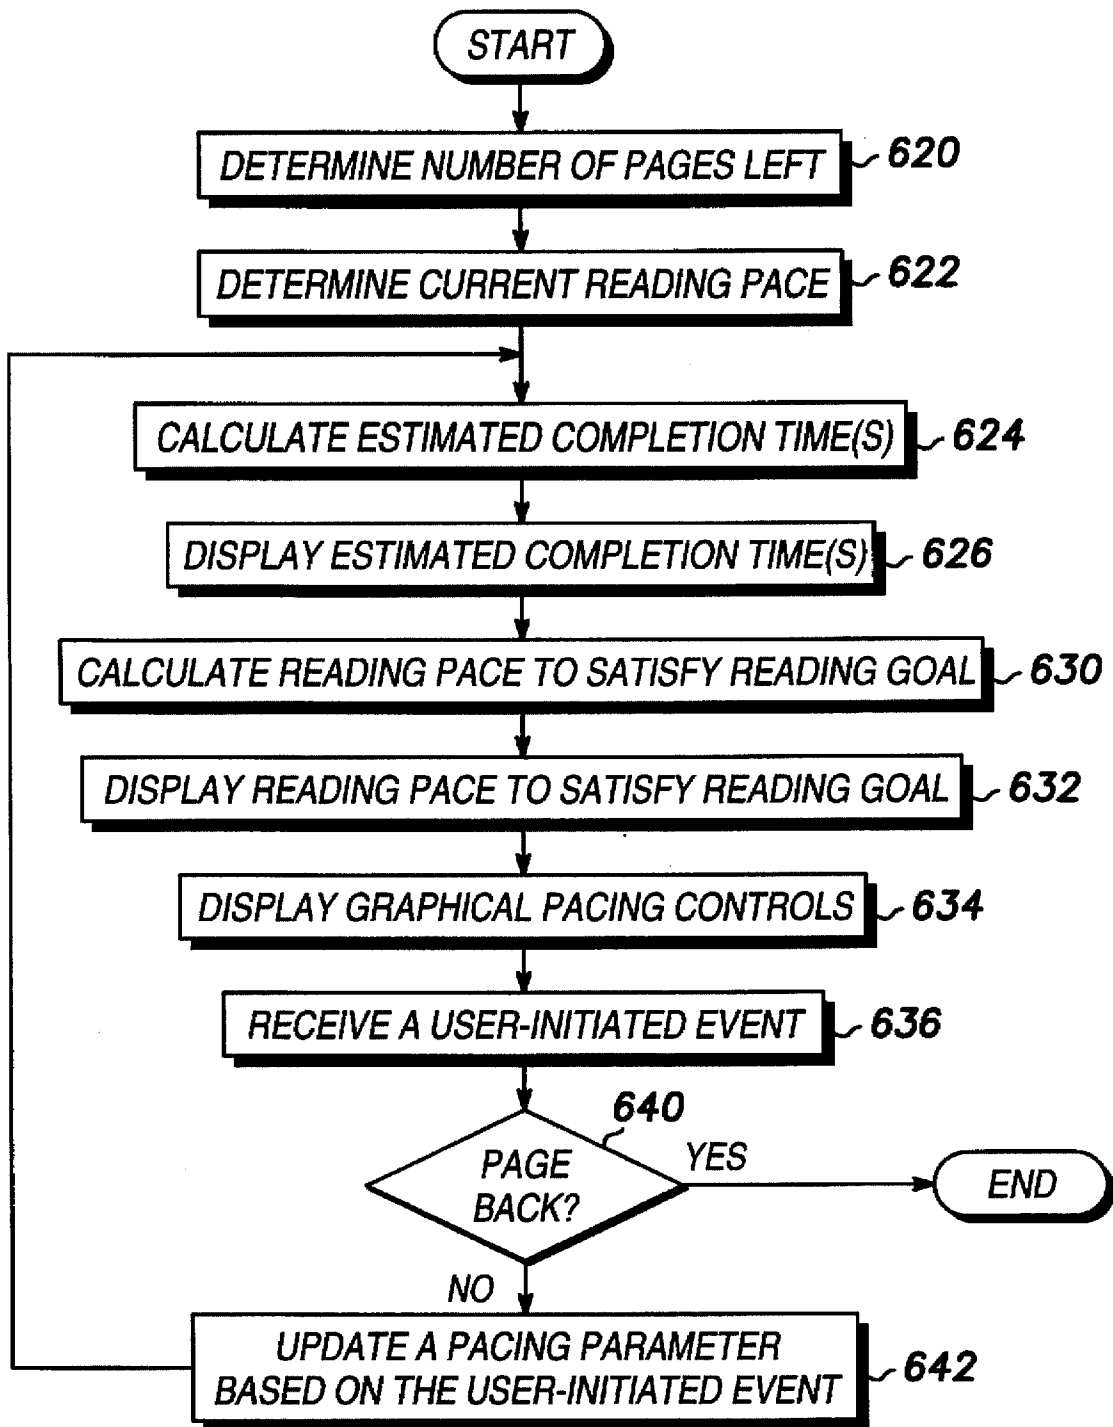 START
DETERMINE NUMBER OF PAGES LEFT
620
DETERMINE CURRENT READING PACE
622
CALCULATE ESTIMATED COMPLETION TIME(S)
624
DISPLAY ESTIMATED COMPLETION TIME(S)
626
CALCULATE READING PACE TO SATISFY READING GOAL
630
DISPLAY READING PACE TO SATISFY READING GOAL
632
DISPLAY GRAPHICAL PACING CONTROLS
634
RECEIVE A USER-INITIATED EVENT
636
640
PAGE
BACK?
YES
END
NO
UPDATE A PACING PARAMETER
BASED ON THE USER-INITIATED EVENT
642